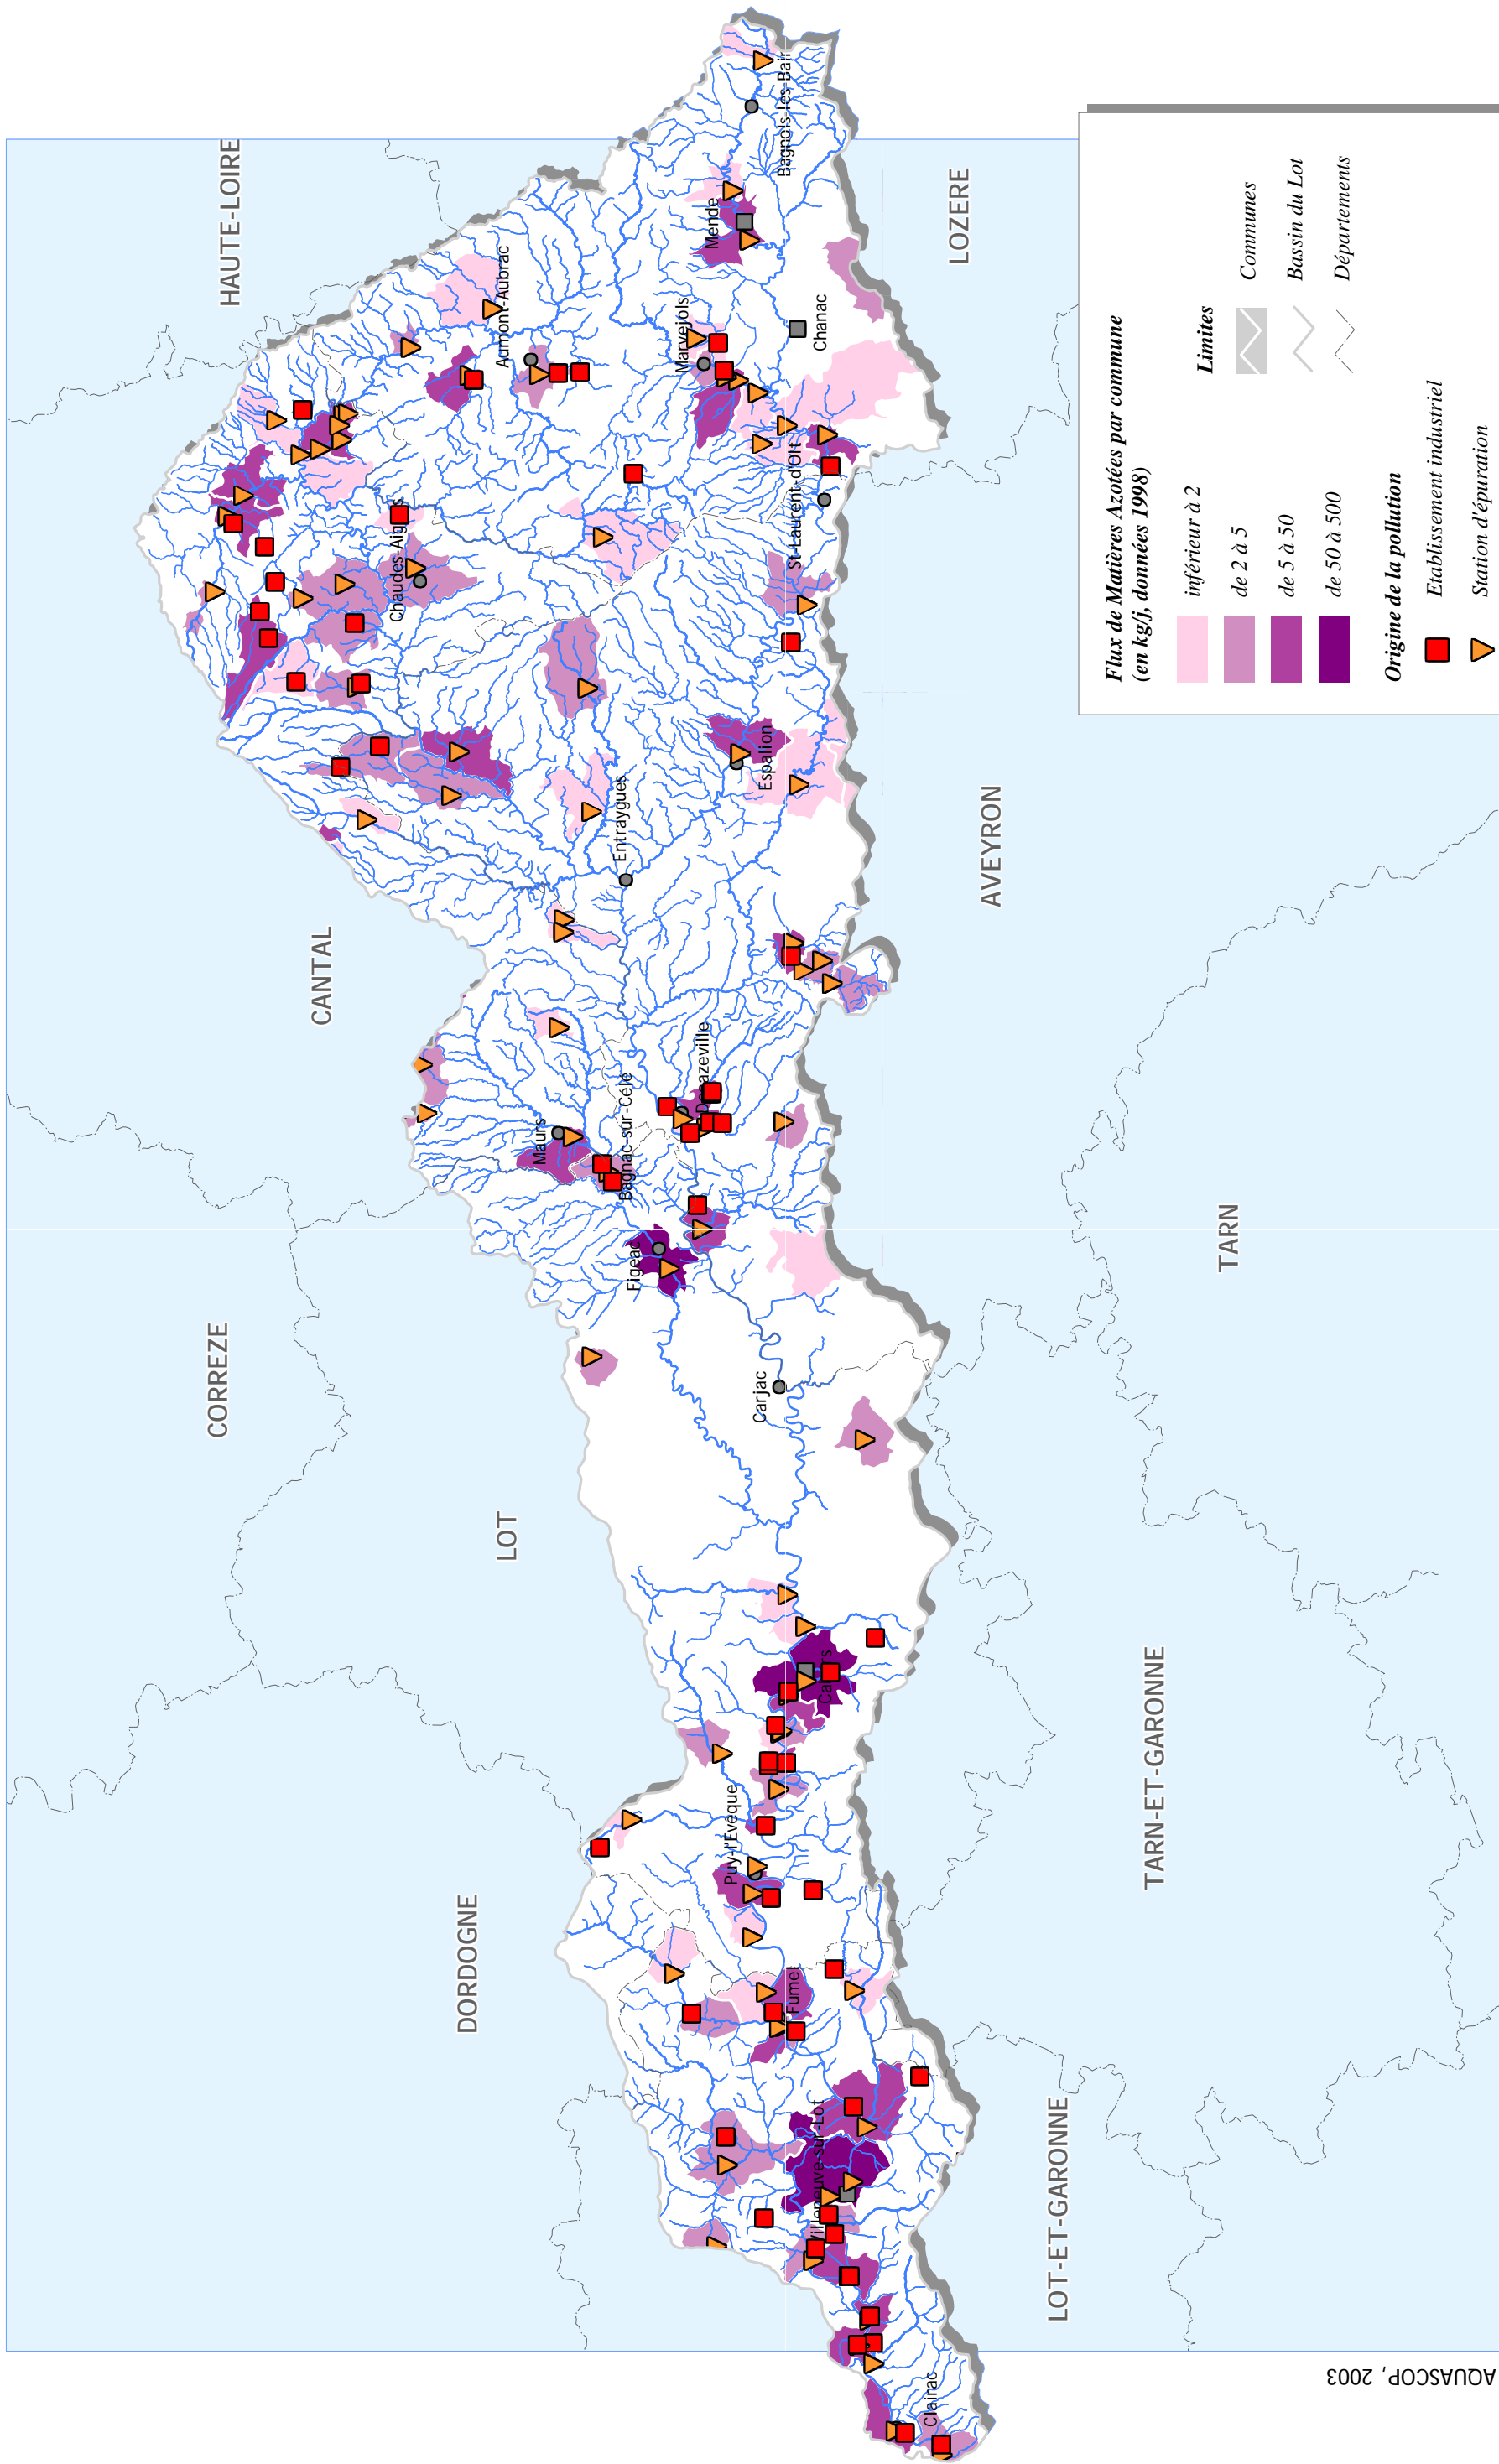 HAUTE-LOIRE
LOZERE
CANTAL
AVEYRON
CORREZE
LOT
TARN
DORDOGNE
TARN-ET-GARONNE
LOT-ET-GARONNE
Bagnols-les-Bain
Mende
Aumont-Aubrac
Marvejols
Chanac
St-Laurent-d'Olt
Chaudes-Aigues
Espalion
Entraygues
Decazeville
Maurs
Bagnac-sur-Célé
Figeac
Carjac
Cahors
Puy-l'Evêque
Fumel
Villeneuve-sur-Lot
Clairac
Flux de Matières Azotées par commune
(en kg/j, données 1998)
inférieur à 2
de 2 à 5
de 5 à 50
de 50 à 500
Origine de la pollution
Etablissement industriel
Station d'épuration
Limites
Communes
Bassin du Lot
Départements
AQUASCOP, 2003